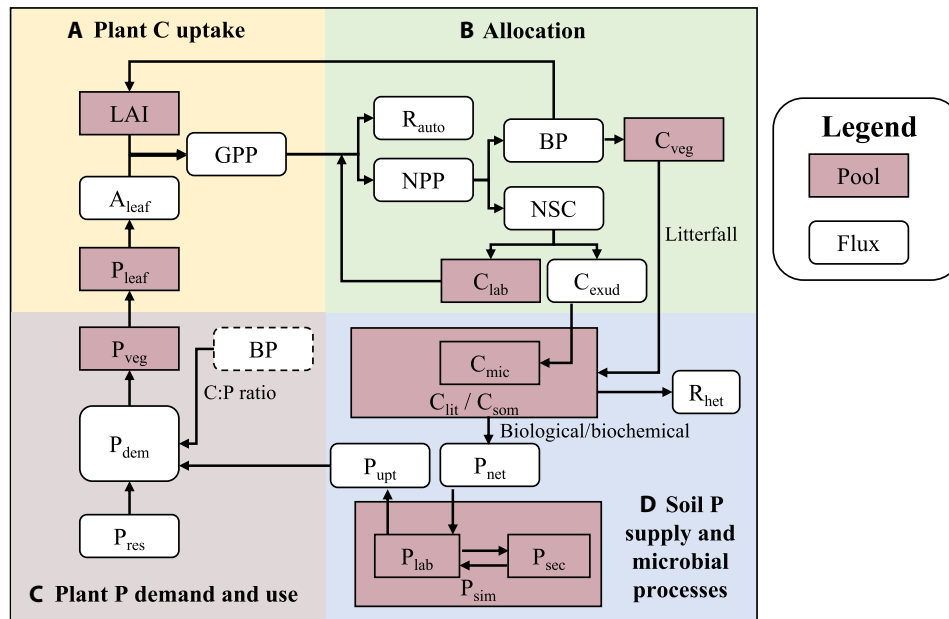 A Plant C uptake
B Allocation
LAI
GPP
A_leaf
P_leaf
R_auto
NPP
BP
C_veg
NSC
Litterfall
C_lab
C_exud
P_veg
BP
C:P ratio
P_dem
P_res
C Plant P demand and use
C_mic
C_lit / C_som
R_het
Biological/biochemical
P_upt
P_net
P_lab
P_sec
P_sim
D Soil P
supply and
microbial
processes
Legend
Pool
Flux